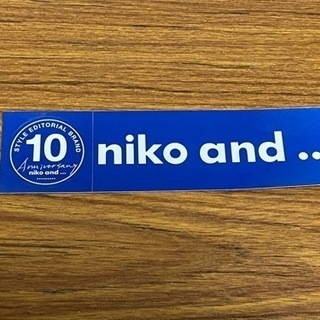 STYLE EDITORIAL BRAND
10
Anniversary
niko and ...
niko and ..